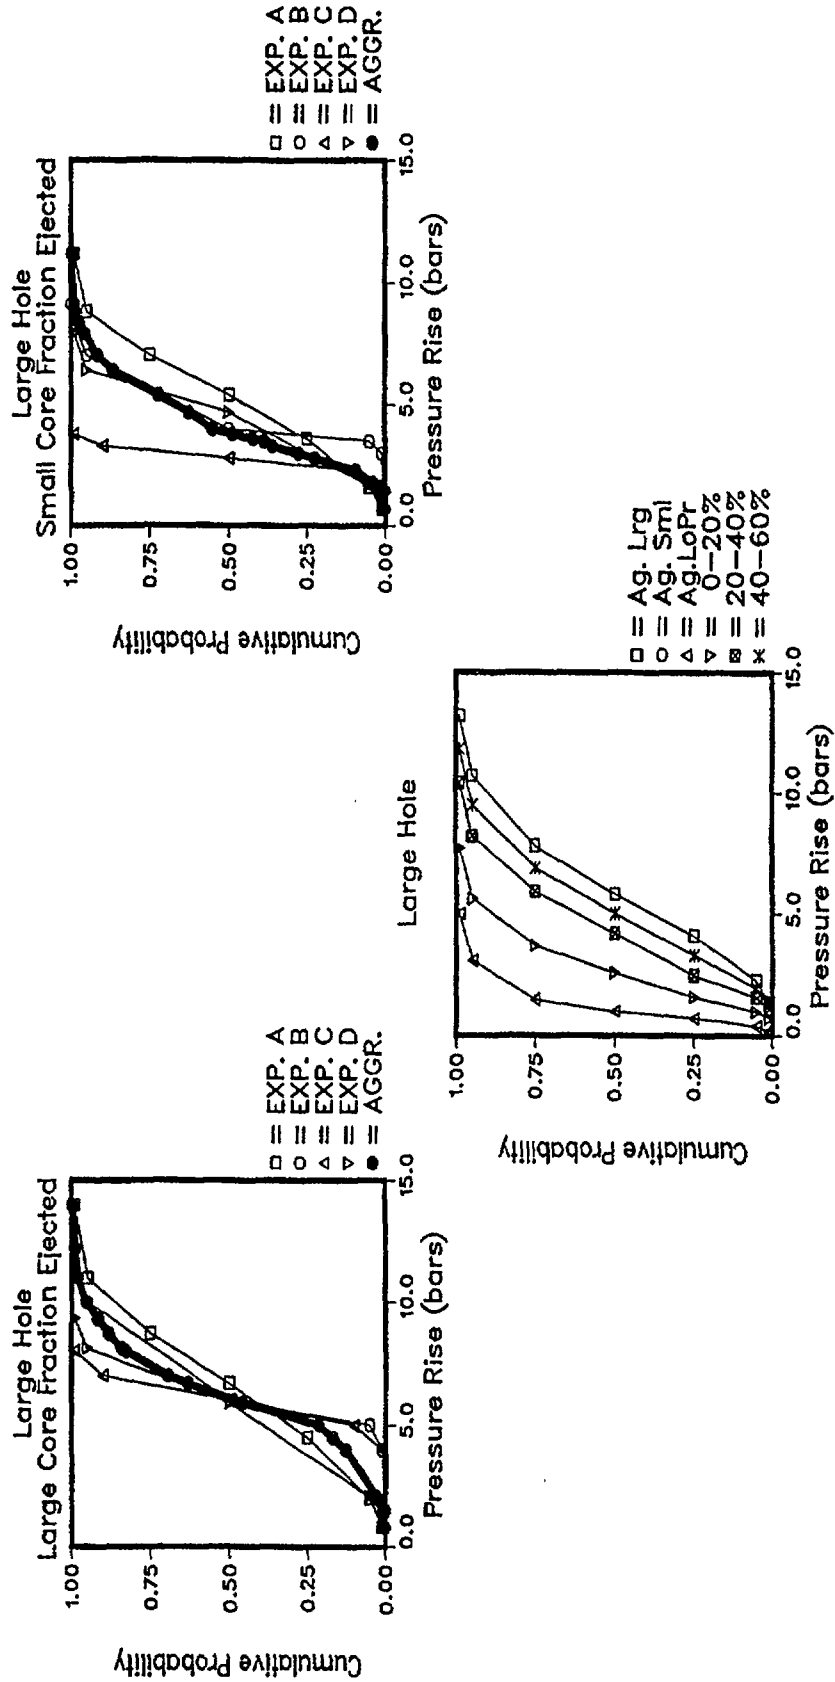 Large Hole
Large Core Fraction Ejected
Cumulative Probability
1.00
0.75
0.50
0.25
0.00
0.0
5.0
10.0
15.0
Pressure Rise (bars)
□ = EXP. A
○ = EXP. B
△ = EXP. C
▽ = EXP. D
● = AGGR.
Large Hole
Small Core Fraction Ejected
Cumulative Probability
1.00
0.75
0.50
0.25
0.00
0.0
5.0
10.0
15.0
Pressure Rise (bars)
□ = EXP. A
○ = EXP. B
△ = EXP. C
▽ = EXP. D
● = AGGR.
Large Hole
Cumulative Probability
1.00
0.75
0.50
0.25
0.00
0.0
5.0
10.0
15.0
Pressure Rise (bars)
□ = Ag. Lrg
○ = Ag. Sml
△ = Ag.LoPr
▽ = 0-20%
⊠ = 20-40%
✳ = 40-60%